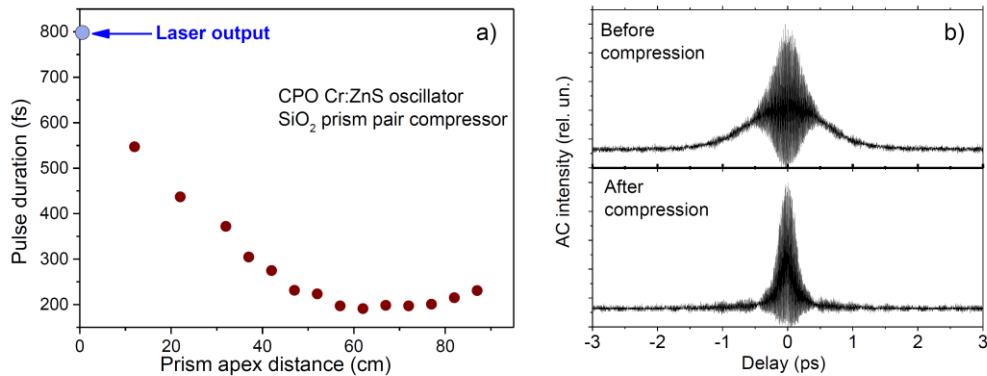 a)
Laser output
CPO Cr:ZnS oscillator
SiO₂ prism pair compressor
Pulse duration (fs)
800
700
600
500
400
300
200
0 20 40 60 80
Prism apex distance (cm)
b)
Before
compression
After
compression
AC intensity (rel. un.)
-3 -2 -1 0 1 2 3
Delay (ps)